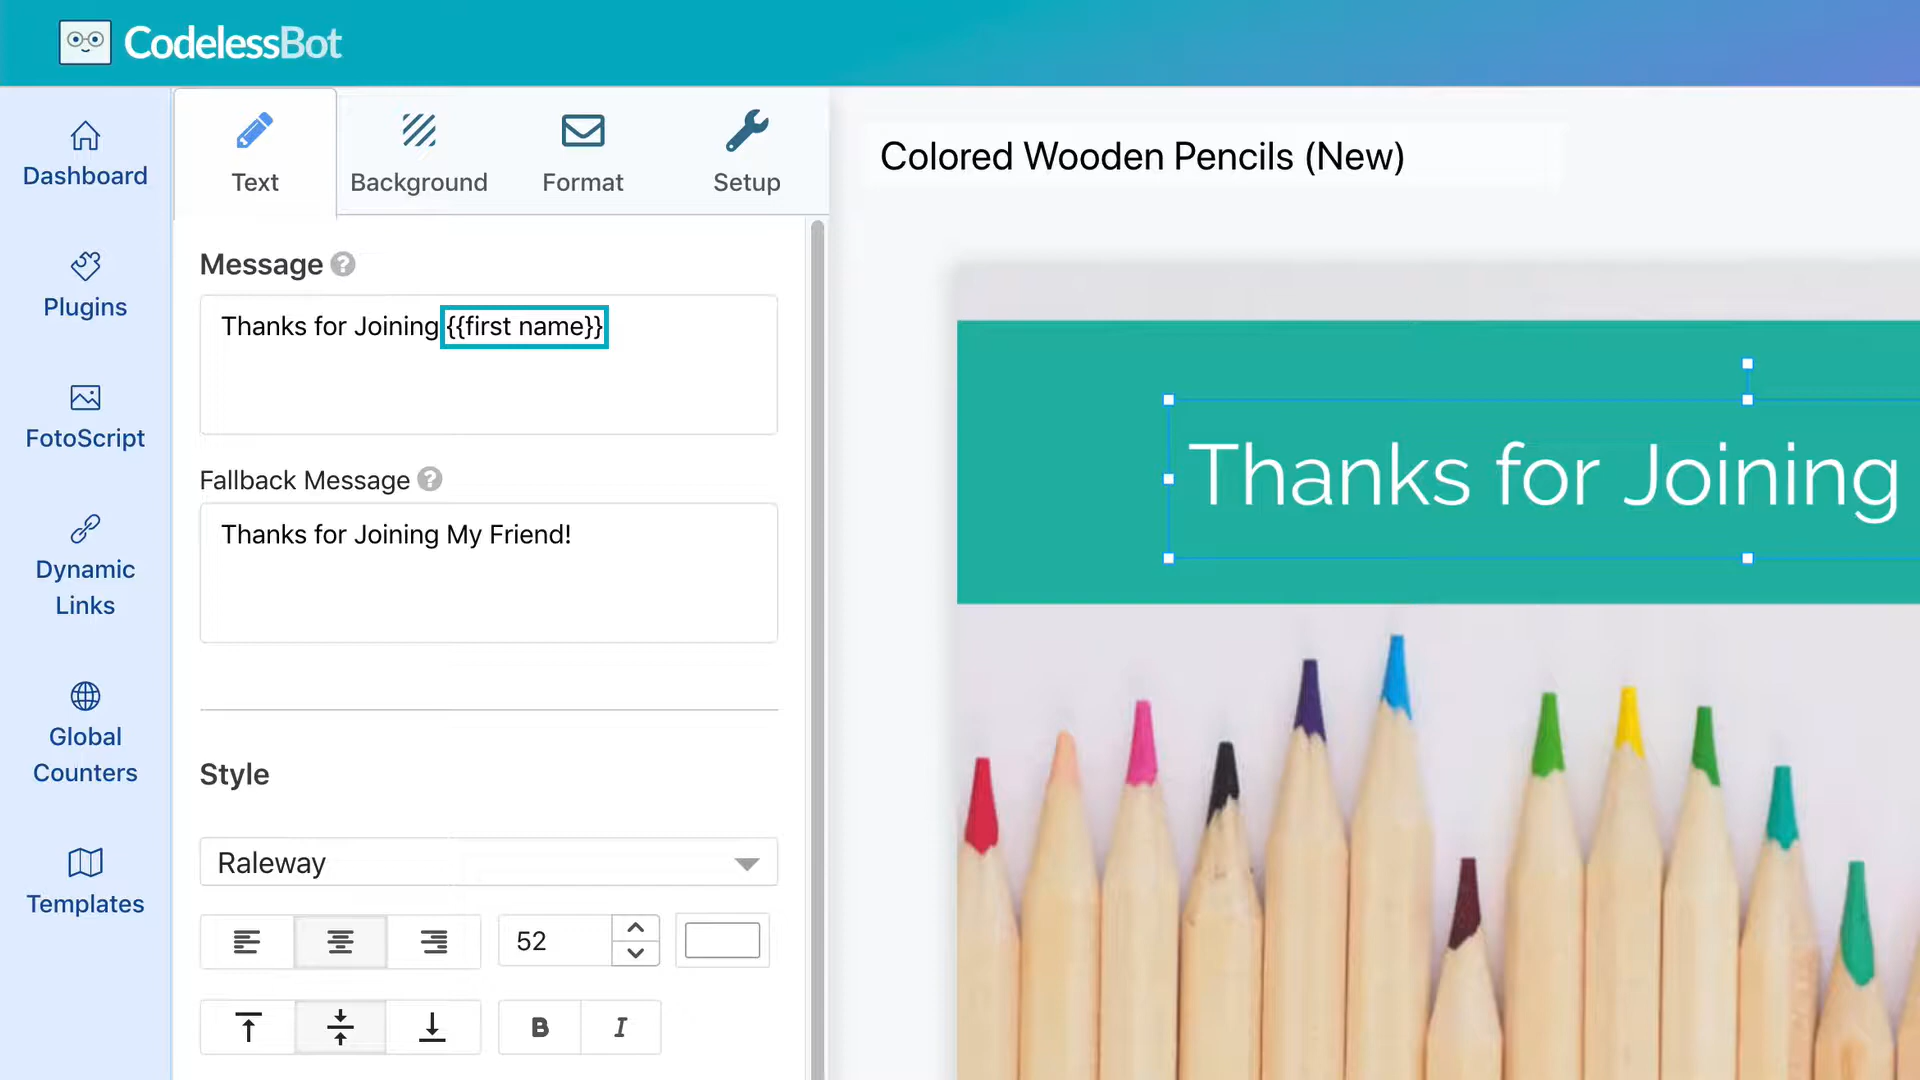 CodelessBot
Dashboard
Plugins
FotoScript
Dynamic
Links
Global
Counters
Templates
Text
Background
Format
Setup
Message ?
Thanks for Joining {{first name}}
Fallback Message ?
Thanks for Joining My Friend!
Style
Raleway
52
B
I
Colored Wooden Pencils (New)
Thanks for Joining